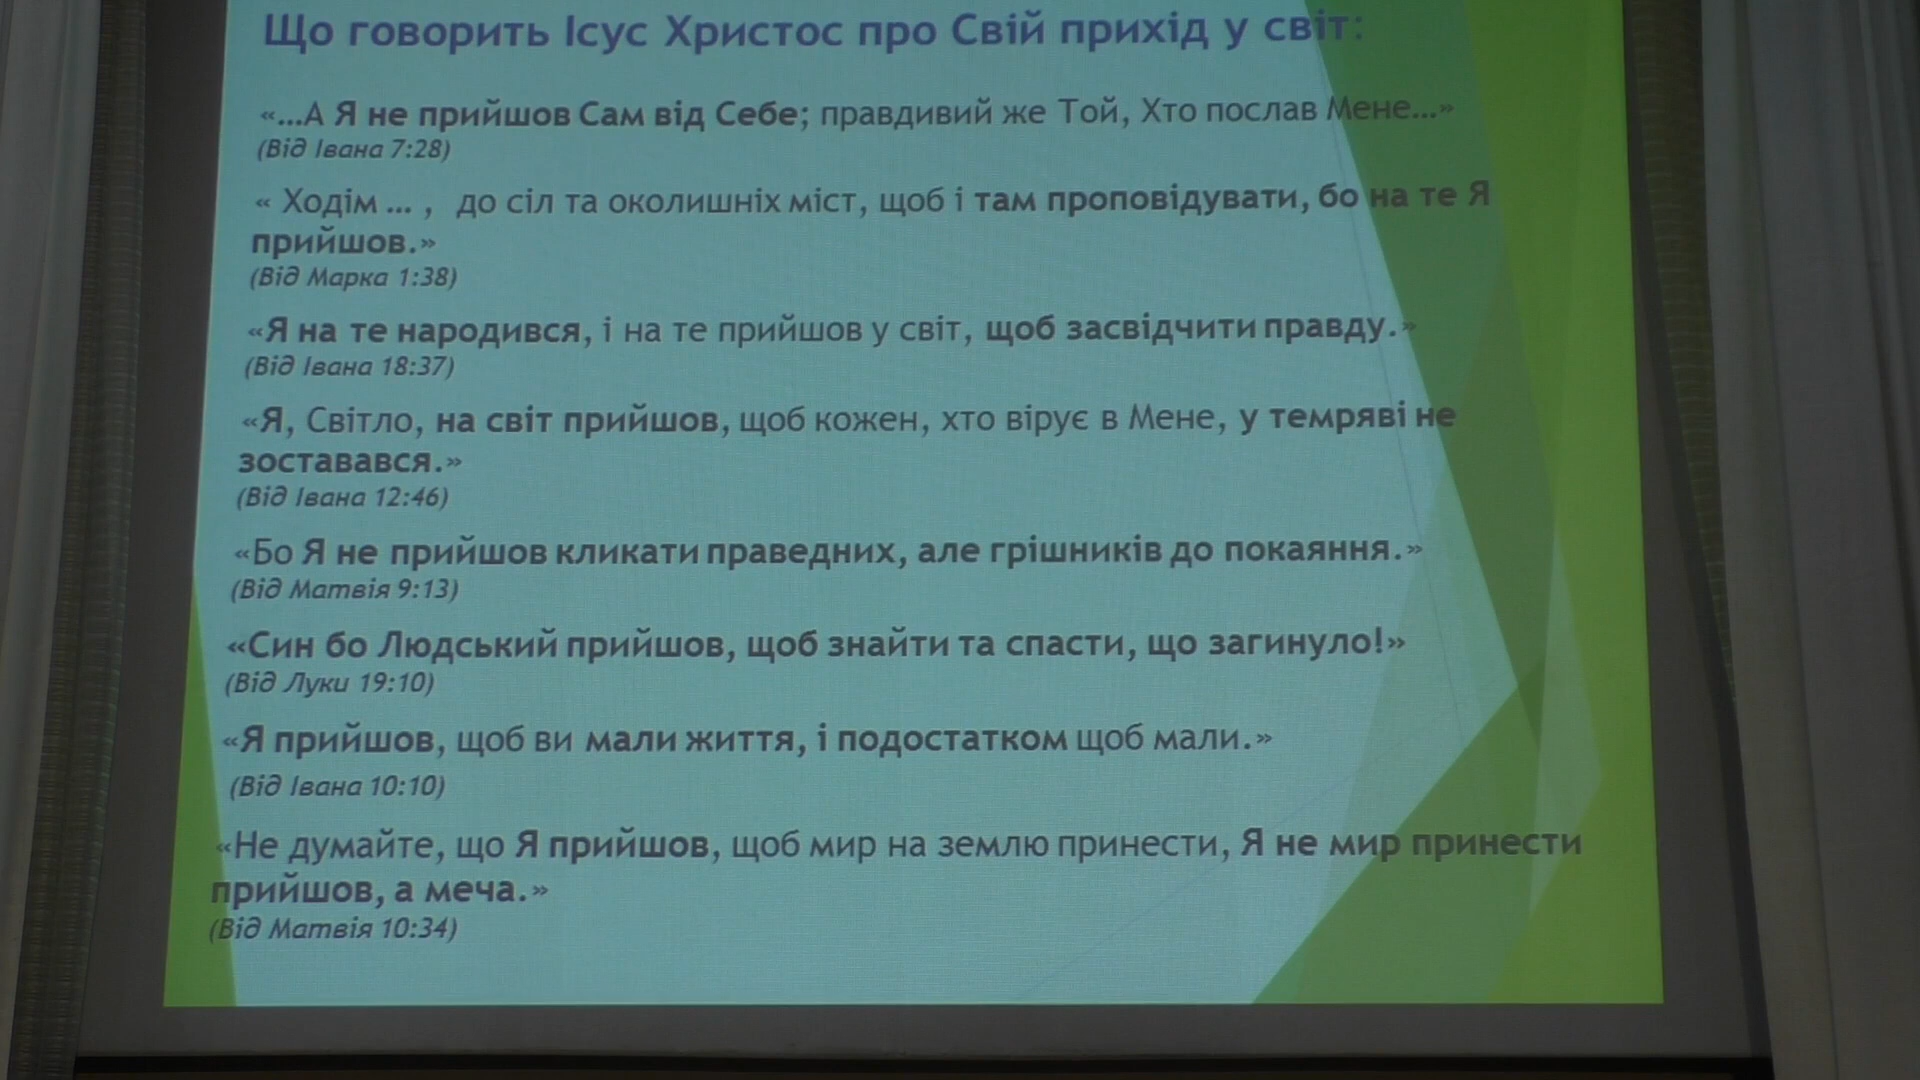 Що говорить Ісус Христос про Свій прихід у світ:
«...А Я не прийшов Сам від Себе; правдивий же Той, Хто послав Мене...»
(Від Івана 7:28)
« Ходім ... , до сіл та околишніх міст, щоб і там проповідувати, бо на те Я
прийшов.»
(Від Марка 1:38)
«Я на те народився, і на те прийшов у світ, щоб засвідчити правду.»
(Від Івана 18:37)
«Я, Світло, на світ прийшов, щоб кожен, хто вірує в Мене, у темряві не
зоставався.»
(Від Івана 12:46)
«Бо Я не прийшов кликати праведних, але грішників до покаяння.»
(Від Матвія 9:13)
«Син бо Людський прийшов, щоб знайти та спасти, що загинуло!»
(Від Луки 19:10)
«Я прийшов, щоб ви мали життя, і подостатком щоб мали.»
(Від Івана 10:10)
«Не думайте, що Я прийшов, щоб мир на землю принести, Я не мир принести
прийшов, а меча.»
(Від Матвія 10:34)